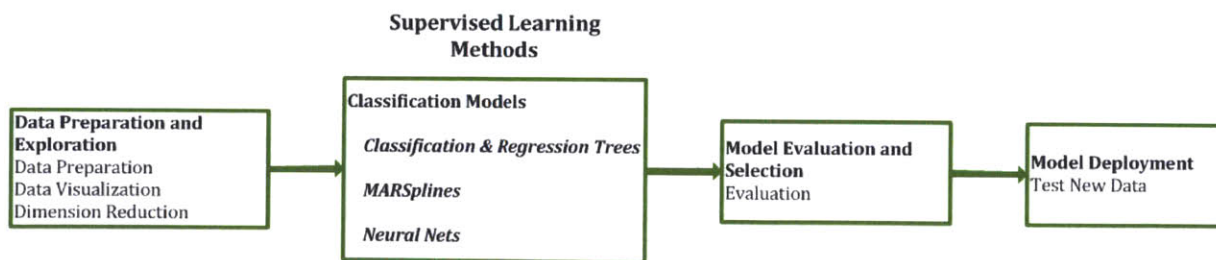 Supervised Learning
Methods
Data Preparation and
Exploration
Data Preparation
Data Visualization
Dimension Reduction
Classification Models
Classification & Regression Trees
MARSplines
Neural Nets
Model Evaluation and
Selection
Evaluation
Model Deployment
Test New Data